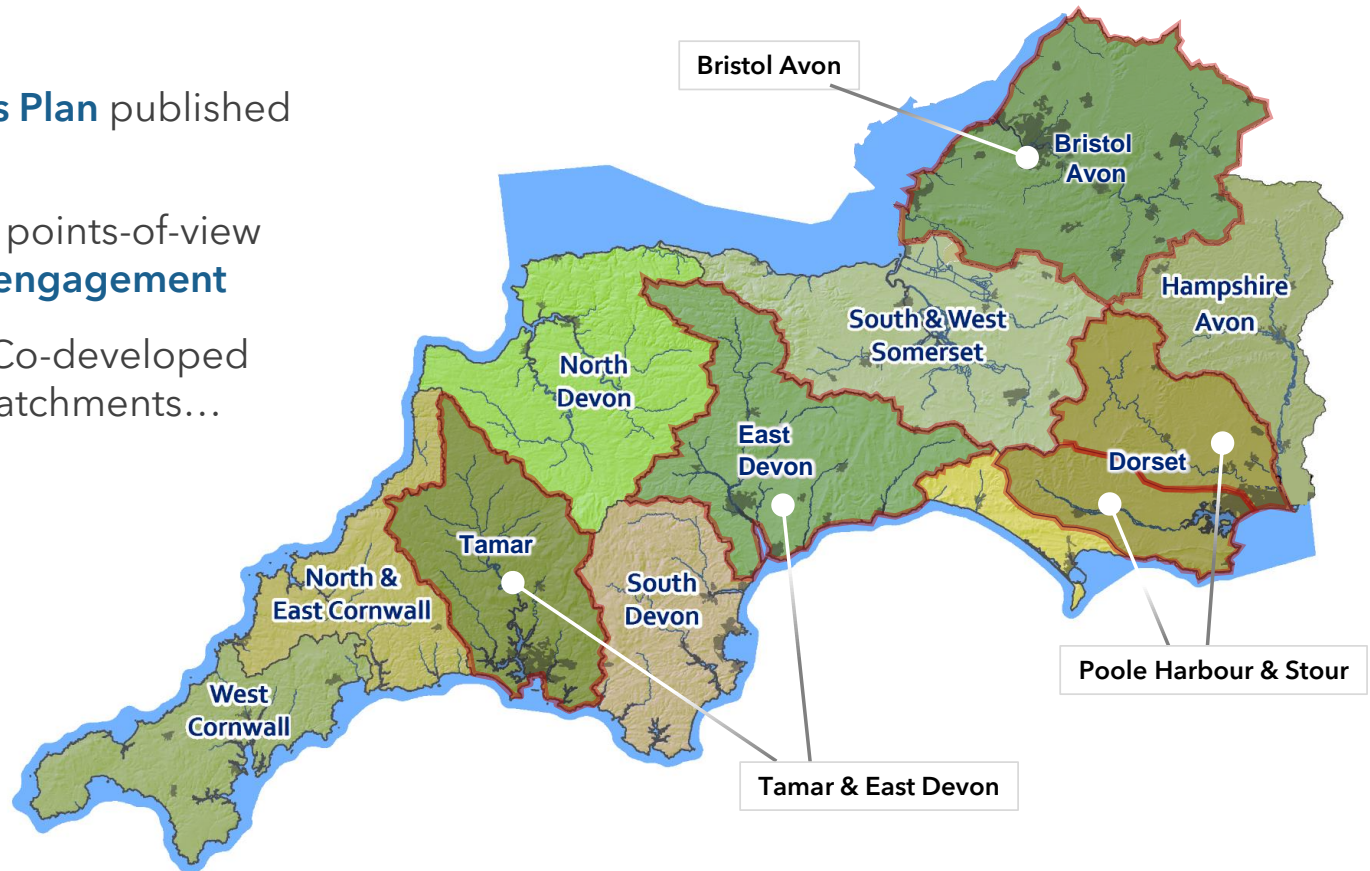 s Plan published
points-of-view
engagement
Co-developed
atchments…
Bristol Avon
Bristol
Avon
Hampshire
Avon
South & West
Somerset
North
Devon
East
Devon
Dorset
Tamar
North &
East Cornwall
South
Devon
West
Cornwall
Poole Harbour & Stour
Tamar & East Devon